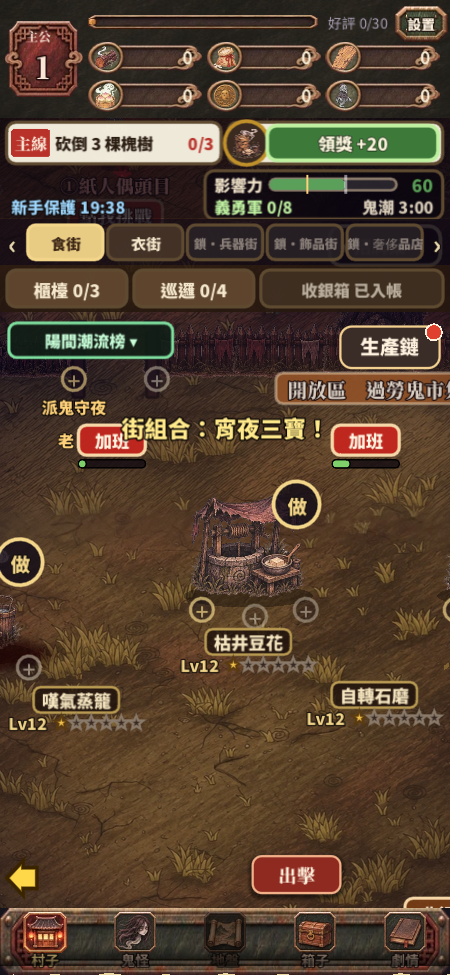 主公
1
好評 0/30
設置
0
0
0
0
0
0
主線 砍倒 3 棵槐樹 0/3
領獎 +20
紙人偶頭目
影響力 60
新手保護 19:38
義勇軍 0/8
鬼潮 3:00
‹
食街
衣街
鎖・兵器街
鎖・飾品街
鎖・奢侈品店
›
櫃檯 0/3
巡邏 0/4
收銀箱 已入帳
陽間潮流榜 ▾
生產鏈
派鬼守夜
開放區
過勞鬼市
老
加班
街組合：宵夜三寶！
加班
做
做
枯井豆花
Lv12 ★☆☆☆☆☆
嘆氣蒸籠
Lv12 ★☆☆☆☆☆
自轉石磨
Lv12 ★☆☆☆☆☆
出擊
村子
鬼怪
地盤
箱子
劇情